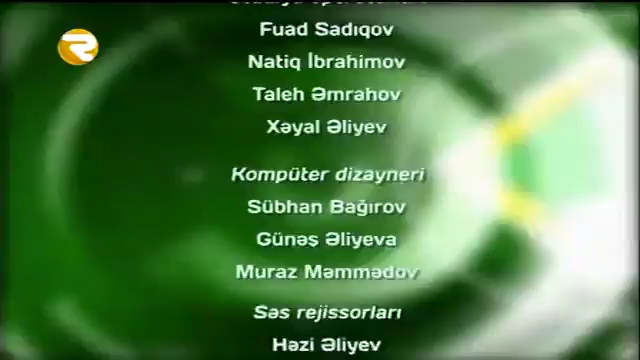 Fuad Sadıqov
Natiq İbrahimov
Taleh Əmrahov
Xəyal Əliyev
Kompüter dizayneri
Sübhan Bağırov
Günəş Əliyeva
Muraz Məmmədov
Səs rejissorları
Həzi Əliyev